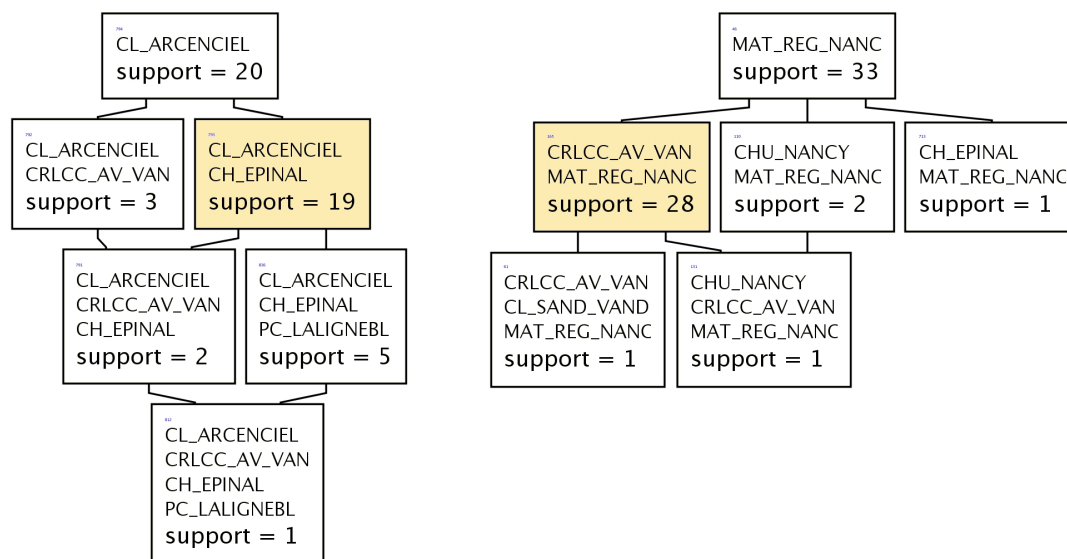 794
CL_ARCENCIEL
support = 20
CL_ARCENCIEL
CRLCC_AV_VAN
support = 3
CL_ARCENCIEL
CH_EPINAL
support = 19
CL_ARCENCIEL
CRLCC_AV_VAN
CH_EPINAL
support = 2
CL_ARCENCIEL
CH_EPINAL
PC_LALIGNEBL
support = 5
CL_ARCENCIEL
CRLCC_AV_VAN
CH_EPINAL
PC_LALIGNEBL
support = 1
MAT_REG_NANC
support = 33
CRLCC_AV_VAN
MAT_REG_NANC
support = 28
CHU_NANCY
MAT_REG_NANC
support = 2
CH_EPINAL
MAT_REG_NANC
support = 1
CRLCC_AV_VAN
CL_SAND_VAND
MAT_REG_NANC
support = 1
CHU_NANCY
CRLCC_AV_VAN
MAT_REG_NANC
support = 1